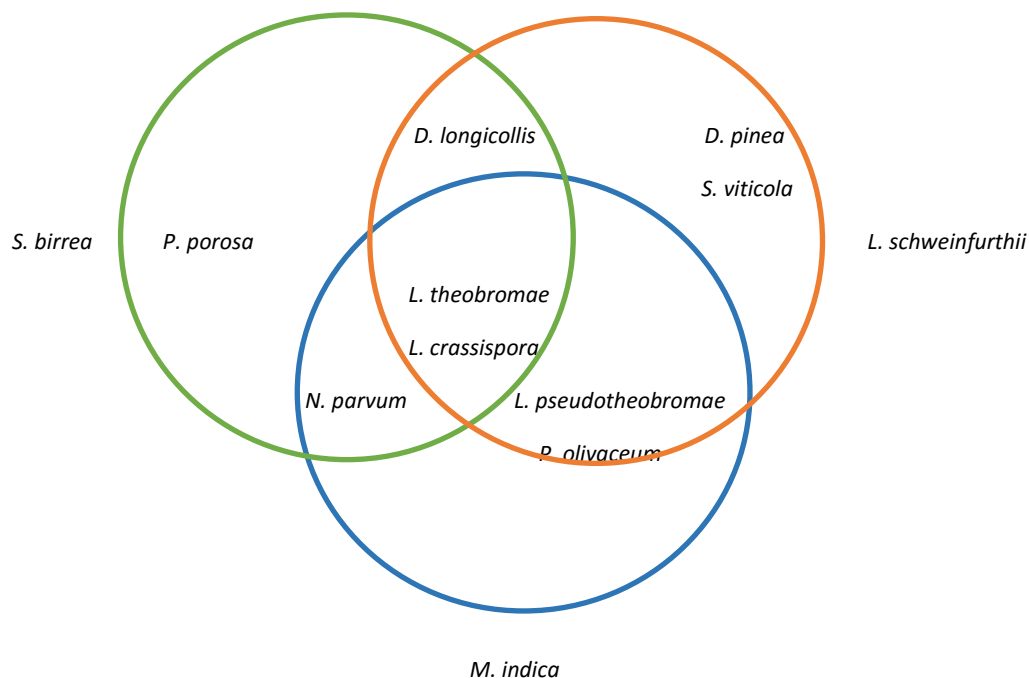 D. longicollis
D. pinea
S. viticola
S. birrea
P. porosa
L. schweinfurthii
L. theobromae
L. crassispora
N. parvum
L. pseudotheobromae
P. olivaceum
M. indica